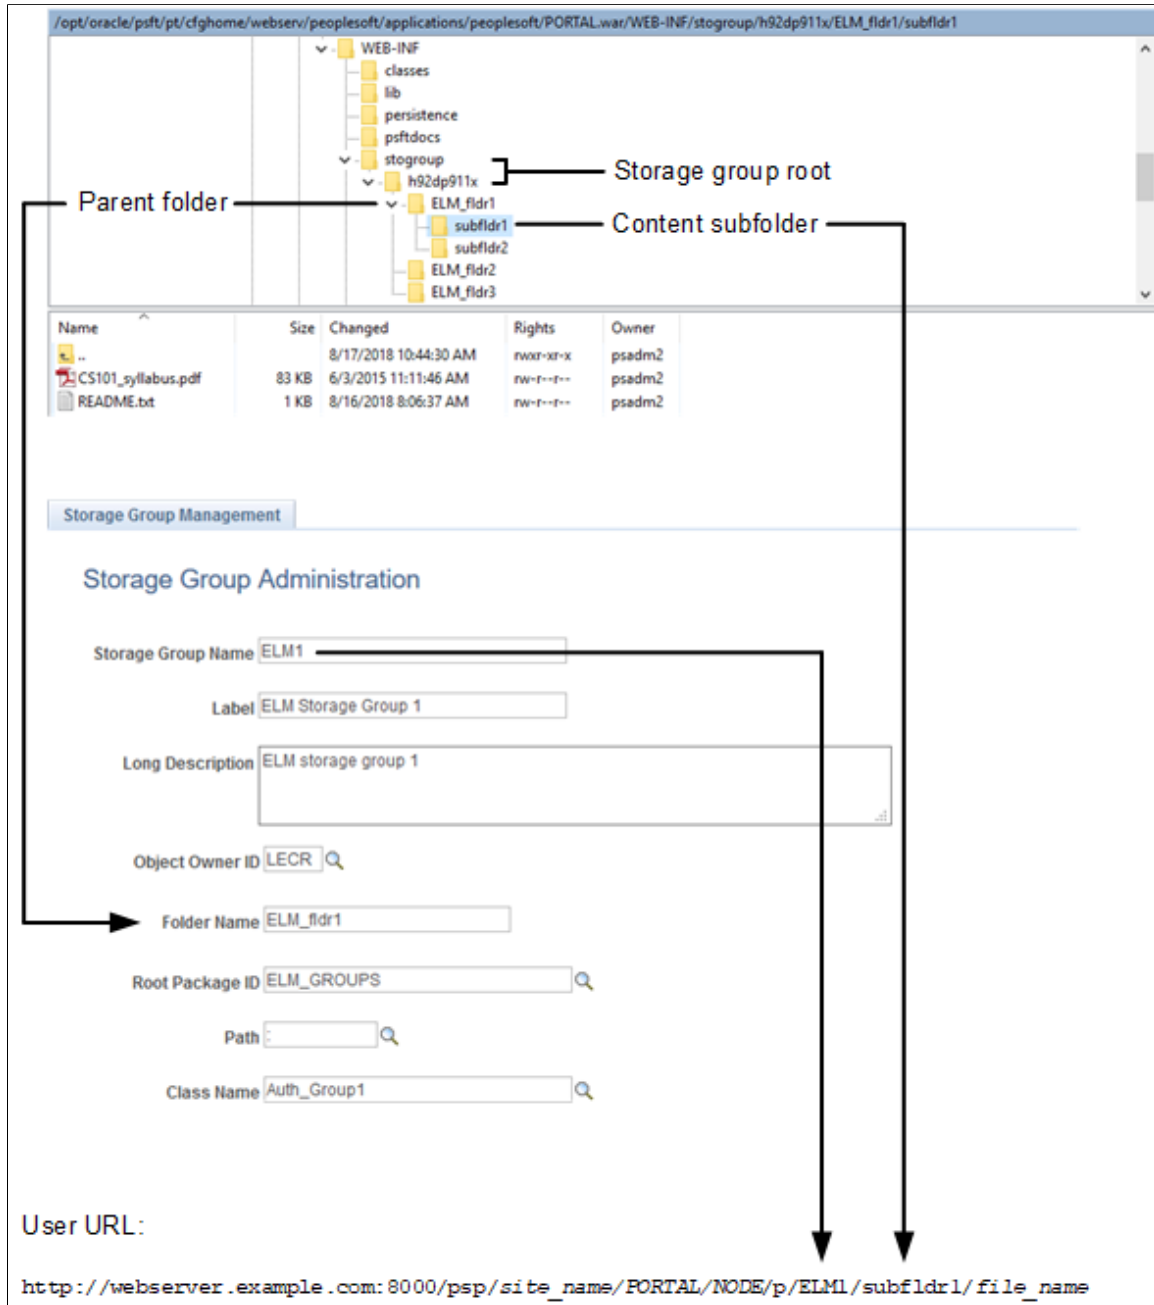 /opt/oracle/psft/pt/cfghome/webserv/peoplesoft/applications/peoplesoft/PORTAL.war/WEB-INF/stogroup/h92dp911x/ELM_fldr1/subfldr1
WEB-INF
classes
lib
persistence
psftdocs
stogroup
Storage group root
h92dp911x
Parent folder
ELM_fldr1
subfldr1
Content subfolder
subfldr2
ELM_fldr2
ELM_fldr3
Name Size Changed Rights Owner
.. 8/17/2018 10:44:30 AM rwxr-xr-x psadm2
CS101_syllabus.pdf 83 KB 6/3/2015 11:11:46 AM rw-r--r-- psadm2
README.txt 1 KB 8/16/2018 8:06:37 AM rw-r--r-- psadm2
Storage Group Management
Storage Group Administration
Storage Group Name ELM1
Label ELM Storage Group 1
Long Description ELM storage group 1
Object Owner ID LECR
Folder Name ELM_fldr1
Root Package ID ELM_GROUPS
Path :
Class Name Auth_Group1
User URL:
http://webserver.example.com:8000/psp/site_name/PORTAL/NODE/p/ELM1/subfldr1/file_name